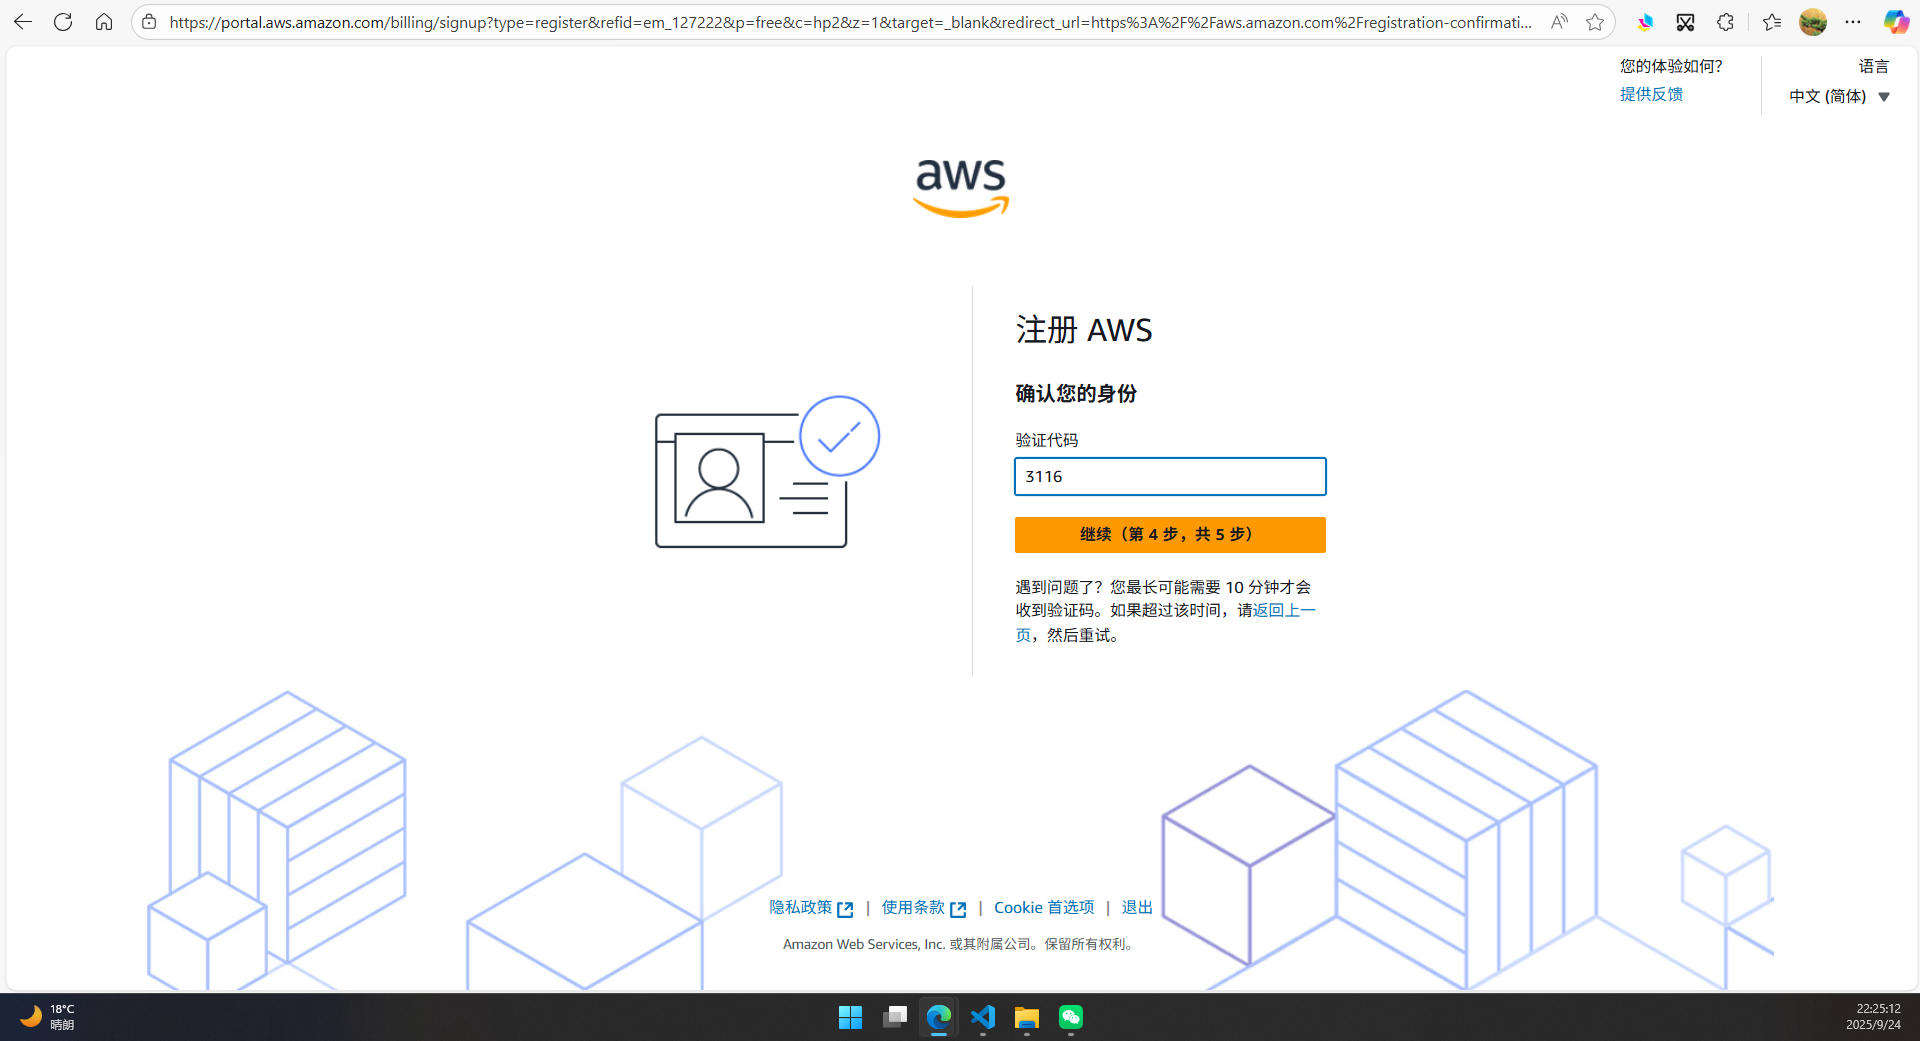 https://portal.aws.amazon.com/billing/signup?type=register&refid=em_127222&p=free&c=hp2&z=1&target=_blank&redirect_url=https%3A%2F%2Faws.amazon.com%2Fregistration-confirmati...
您的体验如何?
提供反馈
语言
中文 (简体)
aws
注册 AWS
确认您的身份
验证代码
3116
继续（第 4 步，共 5 步）
遇到问题了？您最长可能需要 10 分钟才会
收到验证码。如果超过该时间，请返回上一
页，然后重试。
隐私政策 | 使用条款 | Cookie 首选项 | 退出
Amazon Web Services, Inc. 或其附属公司。保留所有权利。
18°C
晴朗
22:25:12
2025/9/24